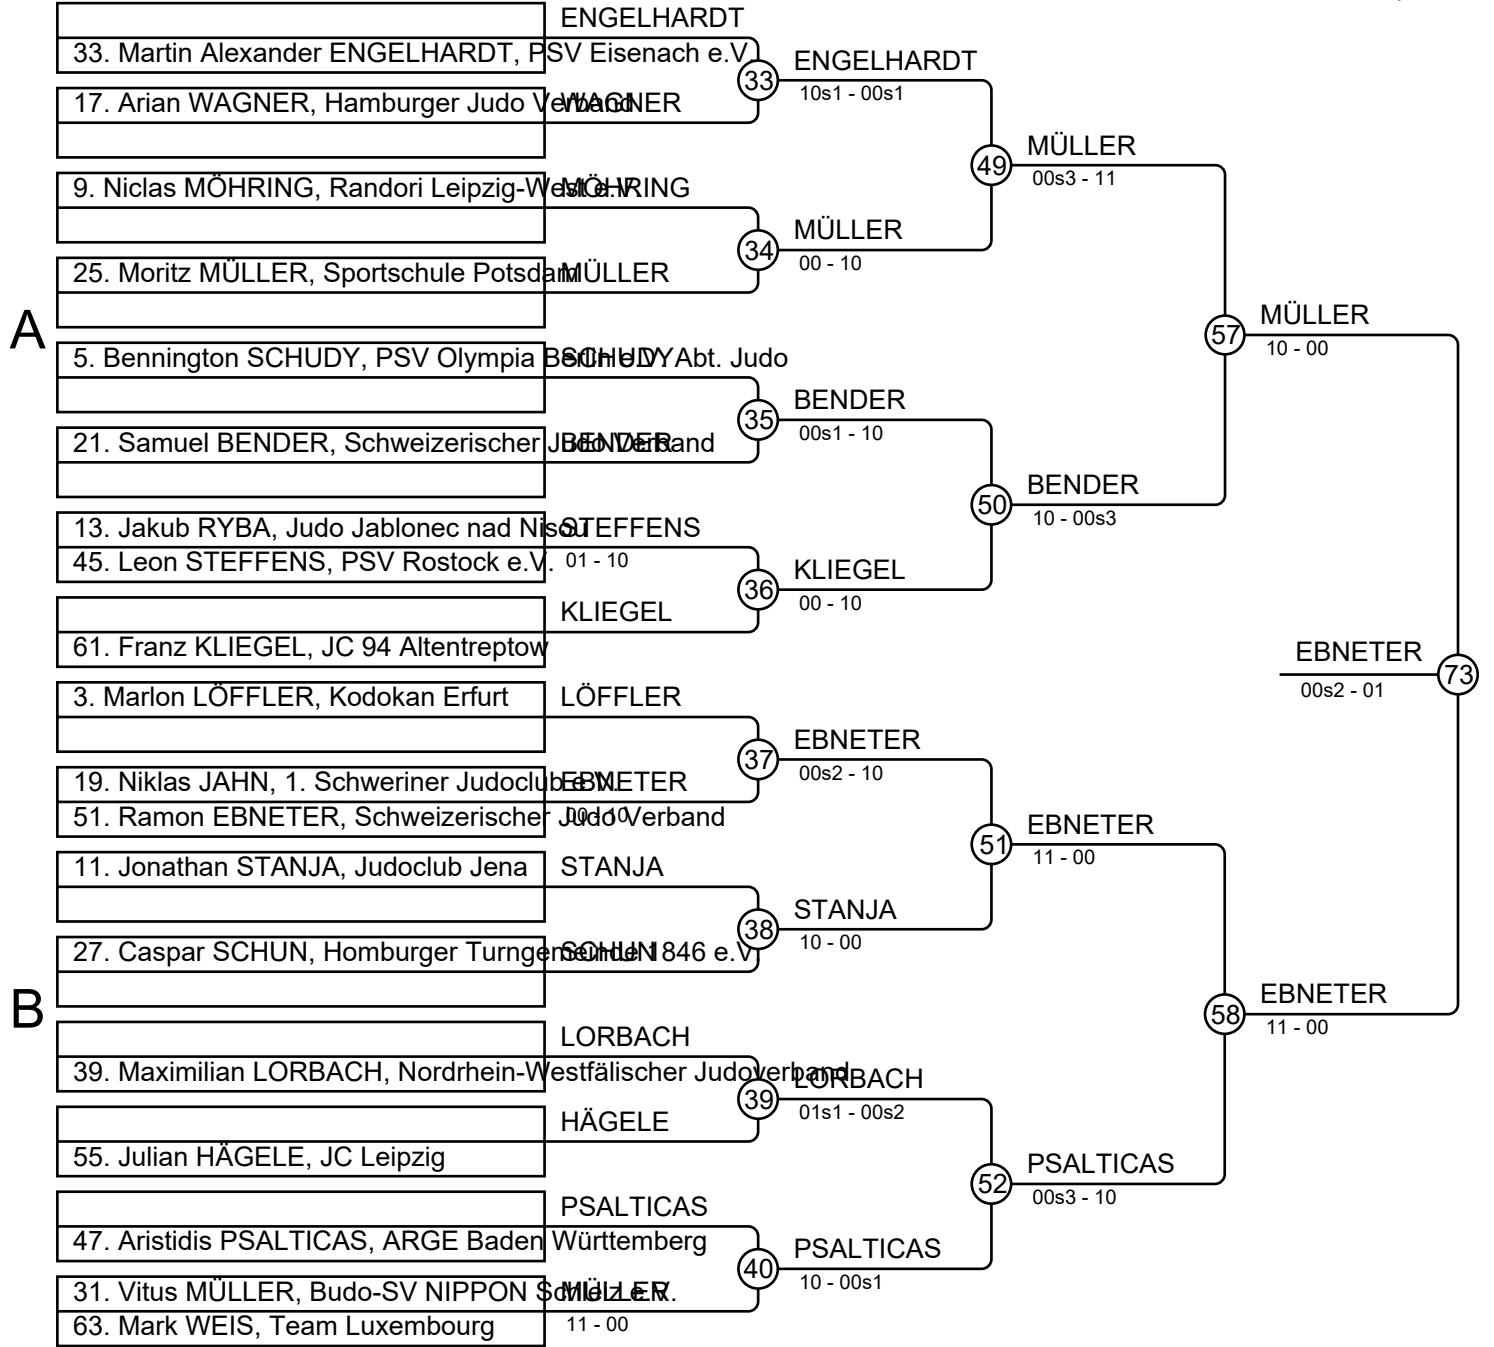 ENGELHARDT
33. Martin Alexander ENGELHARDT, PSV Eisenach e.V.
33
ENGELHARDT
10s1 - 00s1
17. Arian WAGNER, Hamburger Judo Verband
WAGNER
49
MÜLLER
00s3 - 11
9. Niclas MÖHRING, Randori Leipzig-West e.V.
MÖHRING
34
MÜLLER
00 - 10
25. Moritz MÜLLER, Sportschule Potsdam
MÜLLER
A
57
MÜLLER
10 - 00
5. Bennington SCHUDY, PSV Olympia Berlin e.V. Abt. Judo
SCHUDY
35
BENDER
00s1 - 10
21. Samuel BENDER, Schweizerischer Judo Verband
BENDER
50
BENDER
10 - 00s3
13. Jakub RYBA, Judo Jablonec nad Nisou
STEFFENS
45. Leon STEFFENS, PSV Rostock e.V.
01 - 10
36
KLIEGEL
00 - 10
KLIEGEL
61. Franz KLIEGEL, JC 94 Altentreptow
EBNETER
73
00s2 - 01
3. Marlon LÖFFLER, Kodokan Erfurt
LÖFFLER
37
EBNETER
00s2 - 10
19. Niklas JAHN, 1. Schweriner Judoclub e.V.
EBNETER
51. Ramon EBNETER, Schweizerischer Judo Verband
00 - 10
51
EBNETER
11 - 00
11. Jonathan STANJA, Judoclub Jena
STANJA
38
STANJA
10 - 00
27. Caspar SCHUN, Homburger Turngemeinde 1846 e.V.
SCHUN
B
58
EBNETER
11 - 00
LORBACH
39. Maximilian LORBACH, Nordrhein-Westfälischer Judoverband
39
LORBACH
01s1 - 00s2
HÄGELE
55. Julian HÄGELE, JC Leipzig
52
PSALTICAS
00s3 - 10
PSALTICAS
47. Aristidis PSALTICAS, ARGE Baden Württemberg
40
PSALTICAS
10 - 00s1
31. Vitus MÜLLER, Budo-SV NIPPON Schleiz e.V.
MÜLLER
63. Mark WEIS, Team Luxembourg
11 - 00